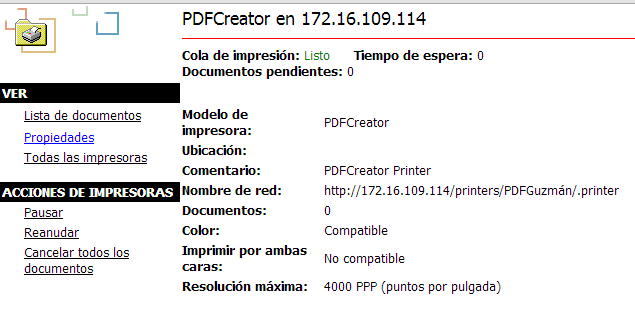 PDFCreator en 172.16.109.114
Cola de impresión: Listo Tiempo de espera: 0
Documentos pendientes: 0
VER
Lista de documentos
Propiedades
Todas las impresoras
ACCIONES DE IMPRESORAS
Pausar
Reanudar
Cancelar todos los
documentos
Modelo de
impresora: PDFCreator
Ubicación:
Comentario: PDFCreator Printer
Nombre de red: http://172.16.109.114/printers/PDFGuzmán/.printer
Documentos: 0
Color: Compatible
Imprimir por ambas
caras: No compatible
Resolución máxima: 4000 PPP (puntos por pulgada)